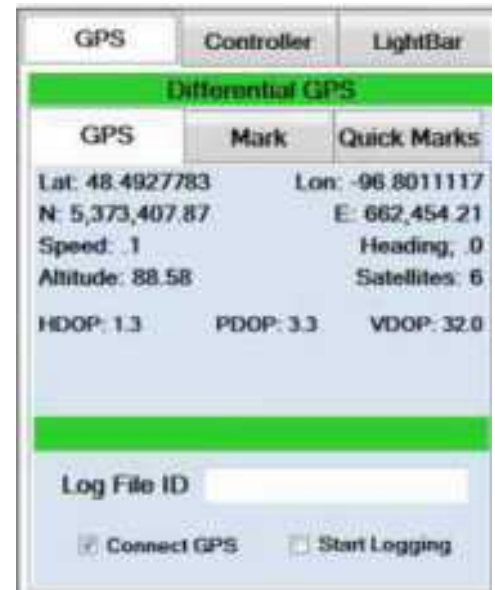 GPS Controller LightBar
Differential GPS
GPS Mark Quick Marks
Lat: 48.4927783 Lon: -96.8011117
N: 5,373,407.87 E: 662,454.21
Speed: .1 Heading: .0
Altitude: 88.58 Satellites: 6
HDOP: 1.3 PDOP: 3.3 VDOP: 32.0
Log File ID
Connect GPS Start Logging